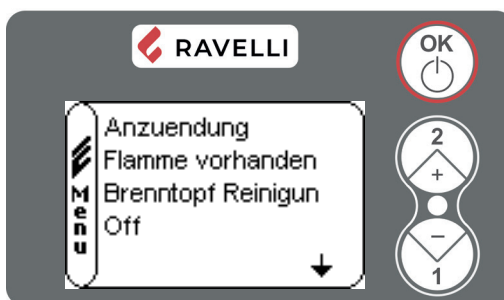 RAVELLI
OK
Menu
Anzuendung
Flamme vorhanden
Brenntopf Reinigun
Off
2
+
−
1